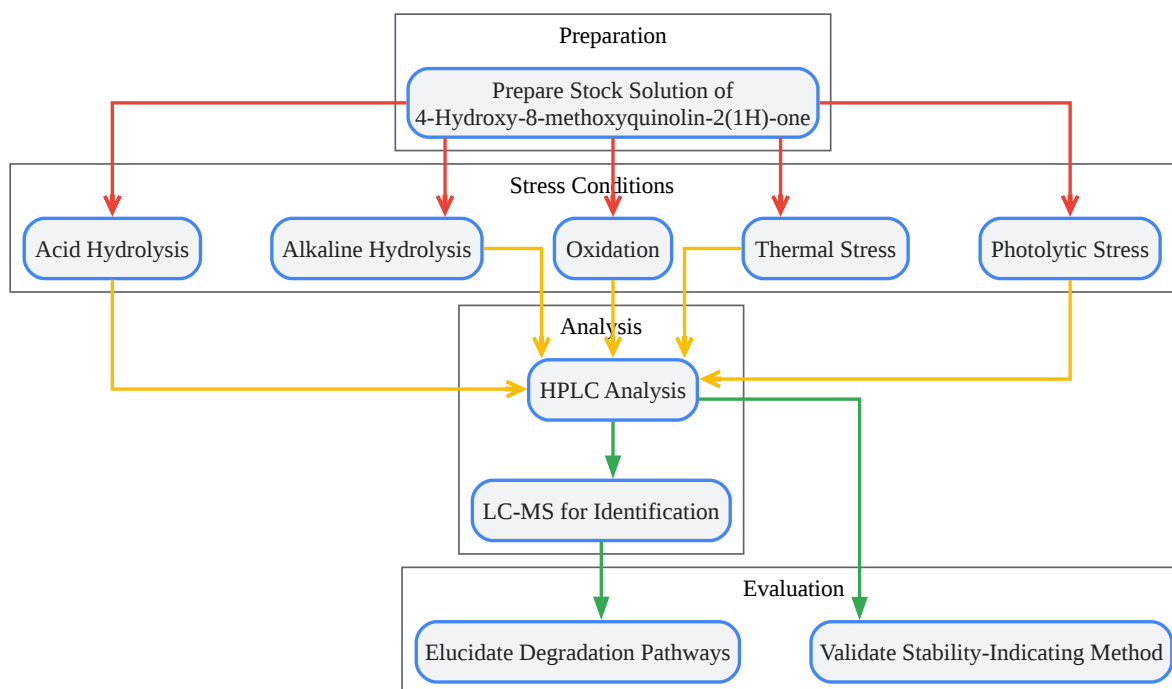 Preparation
Prepare Stock Solution of
4-Hydroxy-8-methoxyquinolin-2(1H)-one
Stress Conditions
Acid Hydrolysis
Alkaline Hydrolysis
Oxidation
Thermal Stress
Photolytic Stress
Analysis
HPLC Analysis
LC-MS for Identification
Evaluation
Elucidate Degradation Pathways
Validate Stability-Indicating Method